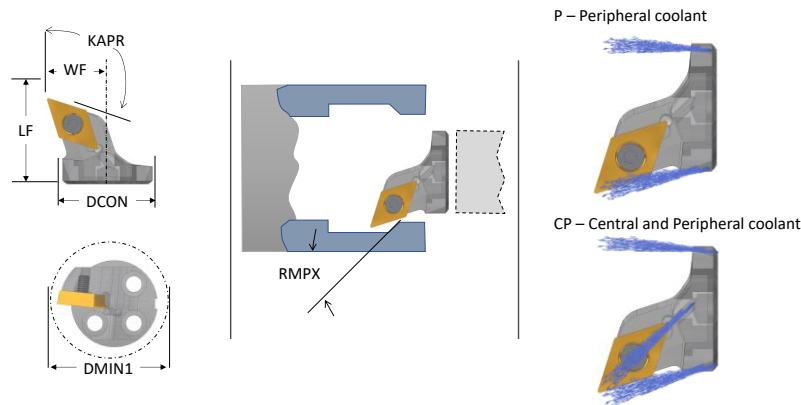 KAPR
WF
LF
DCON
DMIN1
RMPX
P – Peripheral coolant
CP – Central and Peripheral coolant